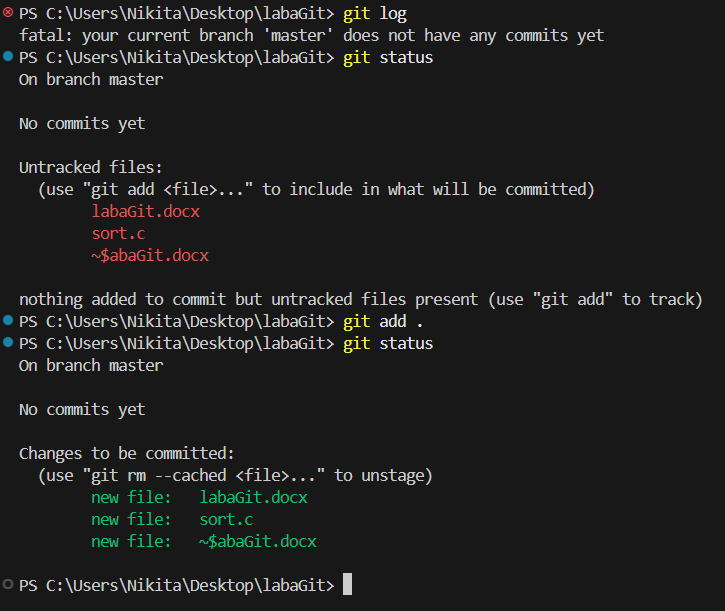 PS C:\Users\Nikita\Desktop\labaGit> git log
fatal: your current branch 'master' does not have any commits yet
PS C:\Users\Nikita\Desktop\labaGit> git status
On branch master
No commits yet
Untracked files:
  (use "git add <file>..." to include in what will be committed)
        labaGit.docx
        sort.c
        ~$abaGit.docx
nothing added to commit but untracked files present (use "git add" to track)
PS C:\Users\Nikita\Desktop\labaGit> git add .
PS C:\Users\Nikita\Desktop\labaGit> git status
On branch master
No commits yet
Changes to be committed:
  (use "git rm --cached <file>..." to unstage)
        new file:   labaGit.docx
        new file:   sort.c
        new file:   ~$abaGit.docx
PS C:\Users\Nikita\Desktop\labaGit>